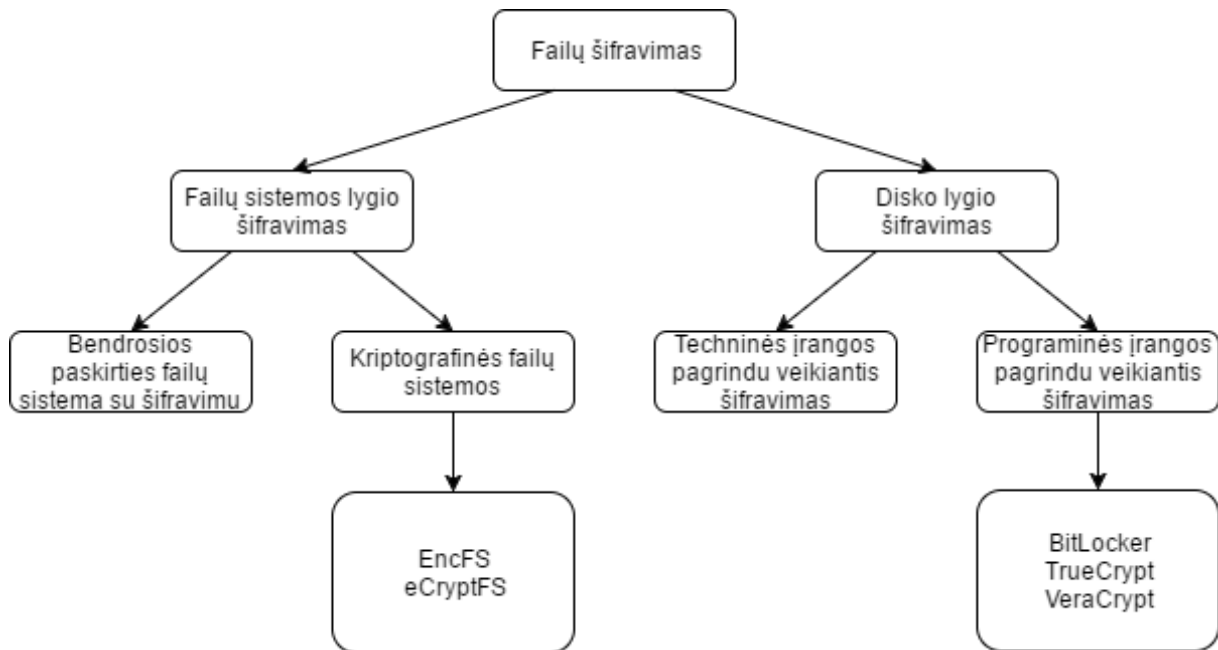 Failų šifravimas
Failų sistemos lygio
šifravimas
Disko lygio
šifravimas
Bendrosios
paskirties failų
sistema su šifravimu
Kriptografinės failų
sistemos
Techninės įrangos
pagrindu veikiantis
šifravimas
Programinės įrangos
pagrindu veikiantis
šifravimas
EncFS
eCryptFS
BitLocker
TrueCrypt
VeraCrypt